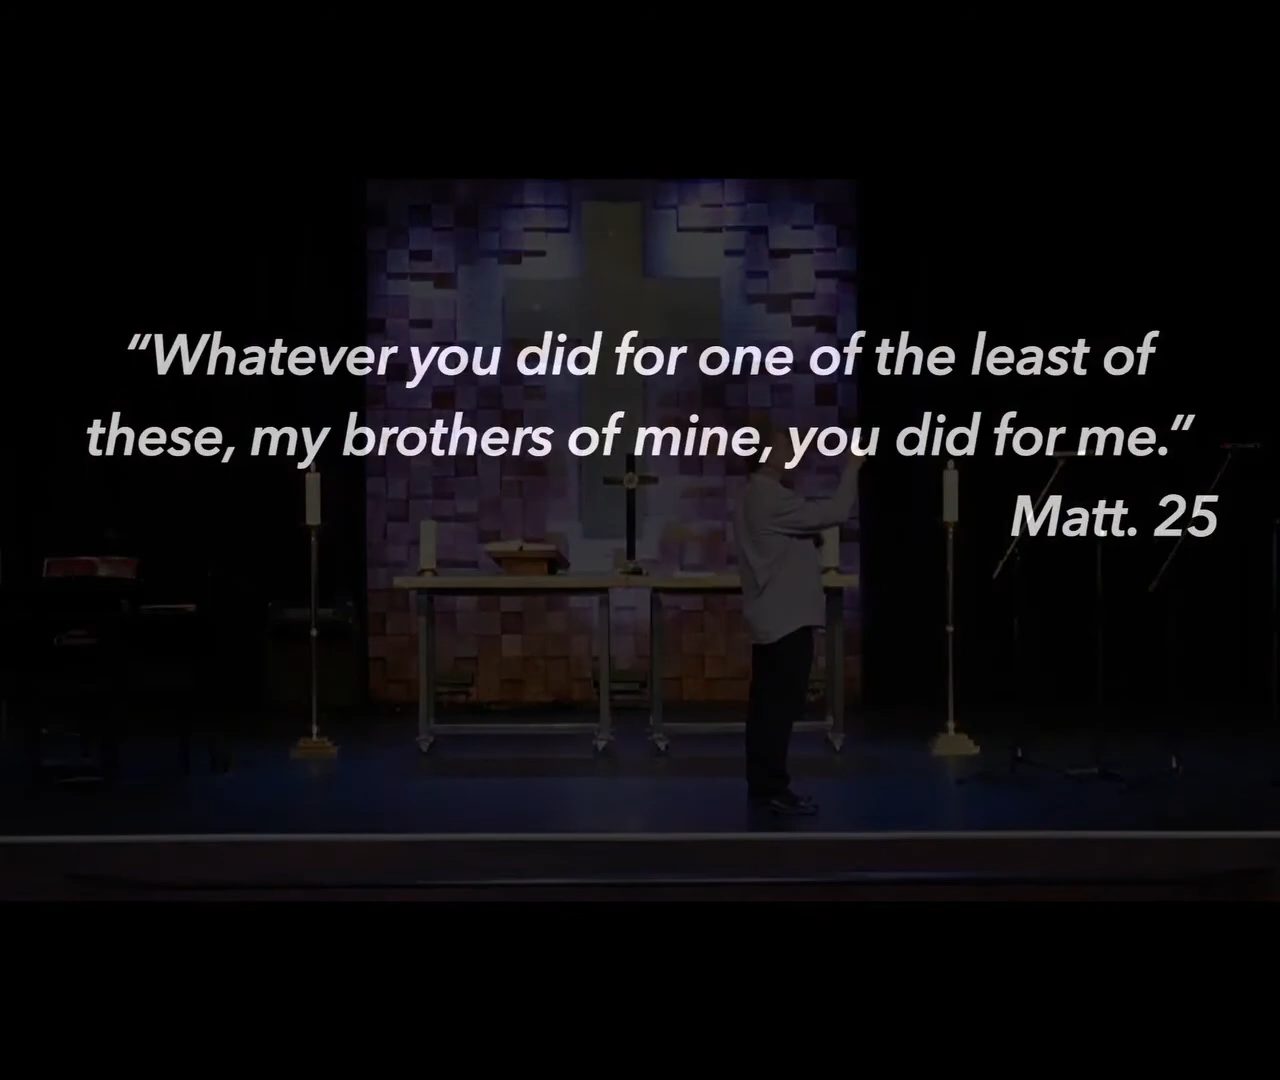 “Whatever you did for one of the least of
these, my brothers of mine, you did for me.”
Matt. 25